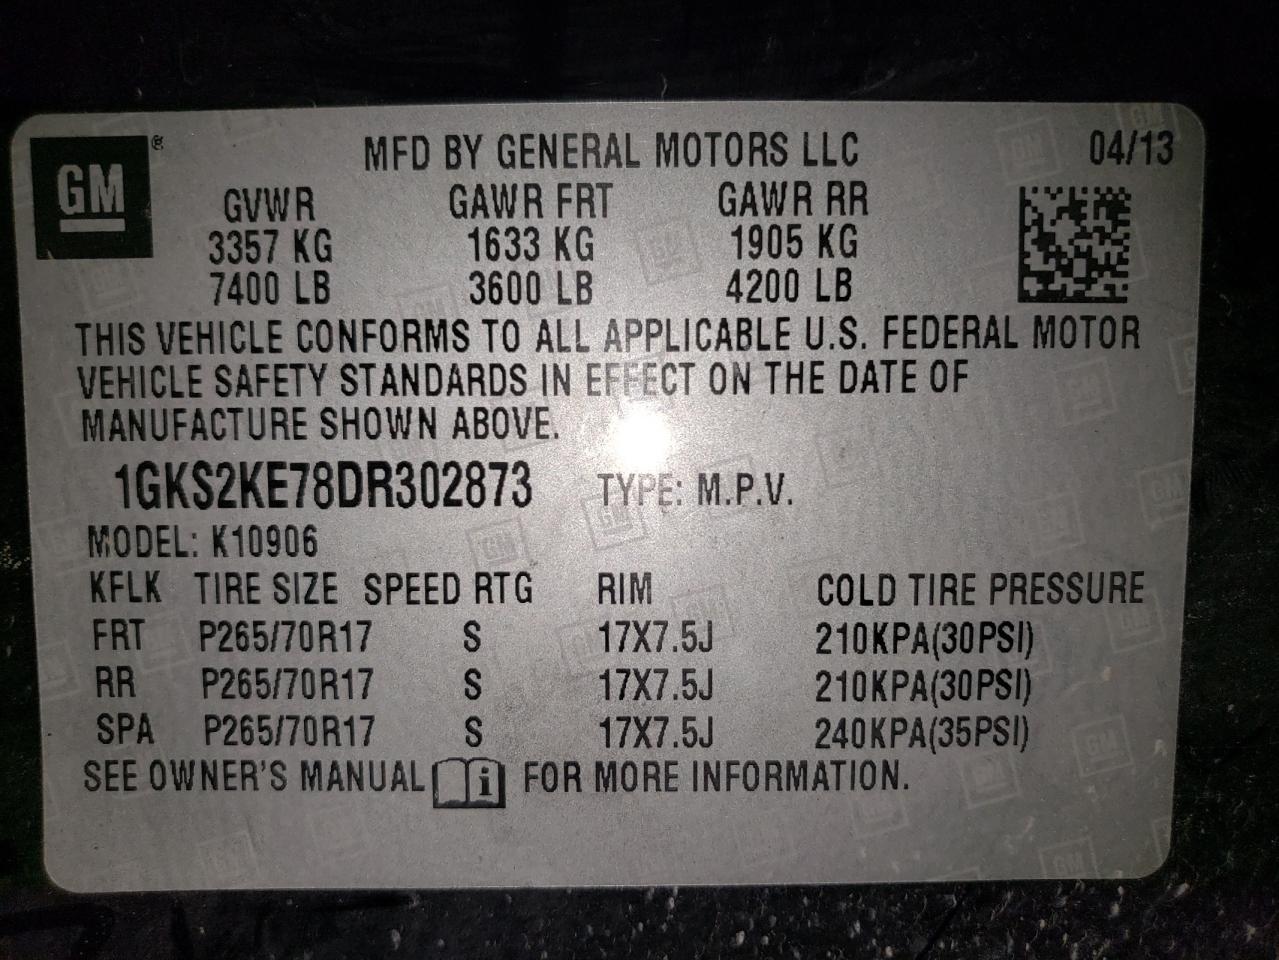 GM ® MFD BY GENERAL MOTORS LLC 04/13
GVWR GAWR FRT GAWR RR
3357 KG 1633 KG 1905 KG
7400 LB 3600 LB 4200 LB
THIS VEHICLE CONFORMS TO ALL APPLICABLE U.S. FEDERAL MOTOR
VEHICLE SAFETY STANDARDS IN EFFECT ON THE DATE OF
MANUFACTURE SHOWN ABOVE.
1GKS2KE78DR302873 TYPE: M.P.V.
MODEL: K10906
KFLK TIRE SIZE SPEED RTG RIM COLD TIRE PRESSURE
FRT P265/70R17 S 17X7.5J 210KPA(30PSI)
RR P265/70R17 S 17X7.5J 210KPA(30PSI)
SPA P265/70R17 S 17X7.5J 240KPA(35PSI)
SEE OWNER'S MANUAL i FOR MORE INFORMATION.